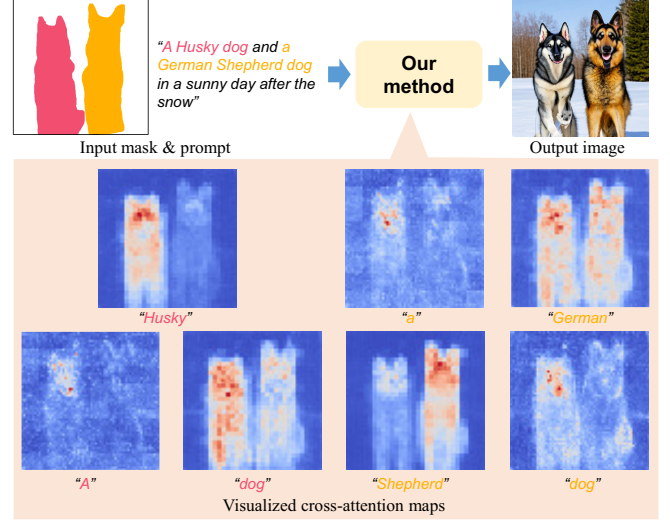 "A Husky dog and a
German Shepherd dog
in a sunny day after the
snow"
Our
method
Input mask & prompt
Output image
"Husky"
"a"
"German"
"A"
"dog"
"Shepherd"
"dog"
Visualized cross-attention maps